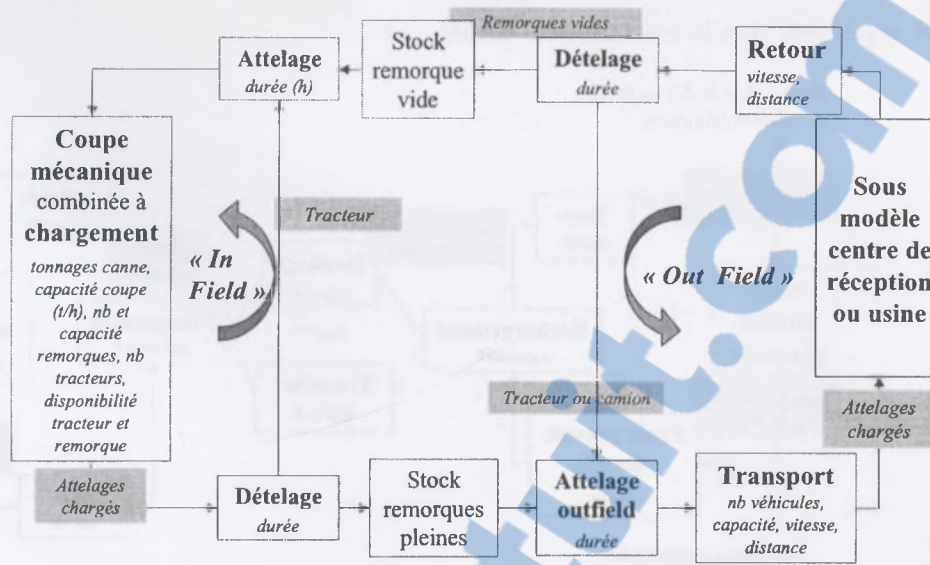 Remorques vides
Attelage
durée (h)
Stock
remorque
vide
Dételage
durée
Retour
vitesse,
distance
Coupe
mécanique
combinée à
chargement
tonnages canne,
capacité coupe
(t/h), nb et
capacité
remorques, nb
tracteurs,
disponibilité
tracteur et
remorque
Tracteur
« In
Field »
« Out Field »
Sous
modèle
centre de
réception
ou usine
Tracteur ou camion
Attelages
chargés
Attelages
chargés
Dételage
durée
Stock
remorques
pleines
Attelage
outfield
durée
Transport
nb véhicules,
capacité, vitesse,
distance
tuit.com